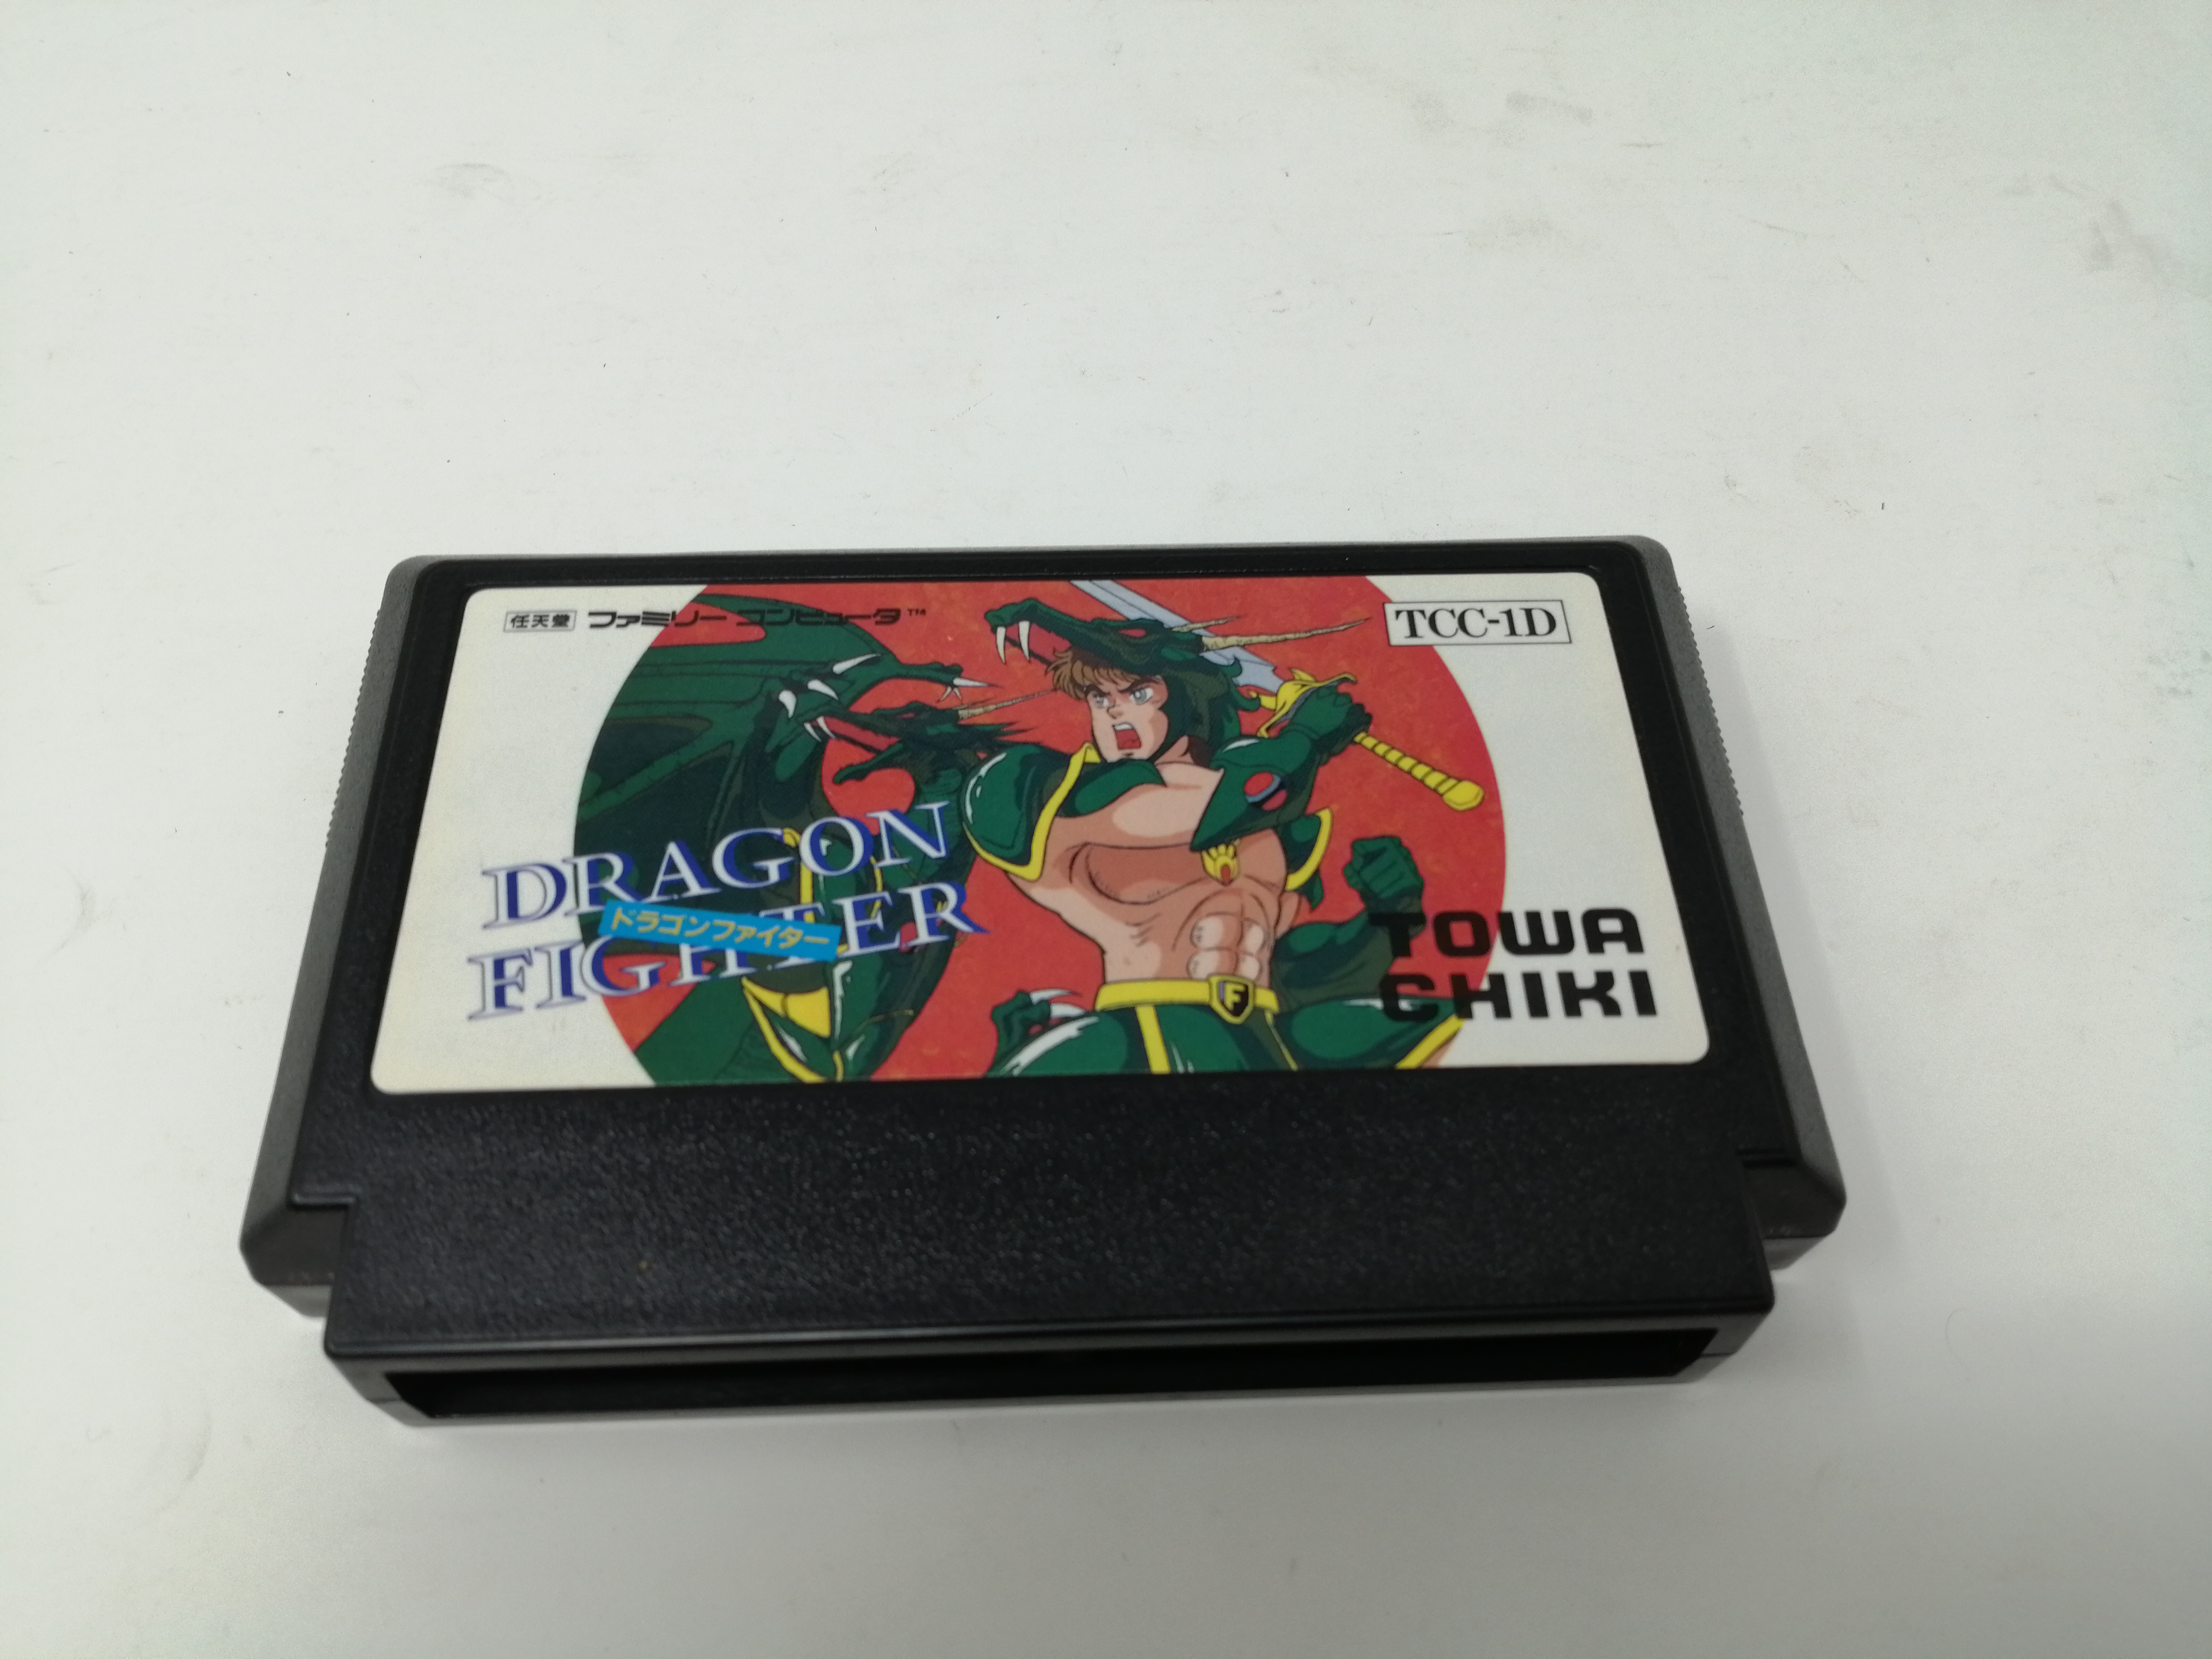 任天堂 ファミリーコンピュータ™
TCC-1D
DRAGON
FIGHTER
ドラゴンファイター
TOWA
CHIKI
F